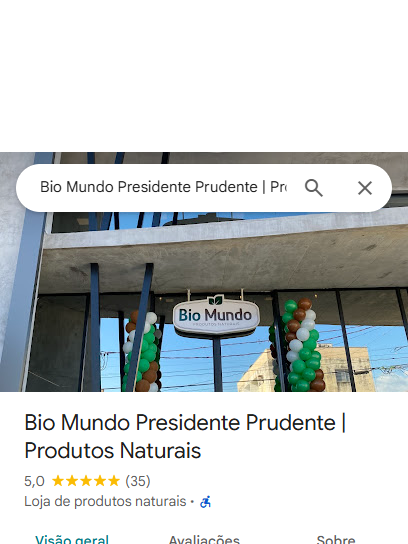 Bio Mundo Presidente Prudente | Pro
Bio Mundo
PRODUTOS NATURAIS
Bio Mundo Presidente Prudente |
Produtos Naturais
5,0 (35)
Loja de produtos naturais ·
Visão geral Avaliações Sobre